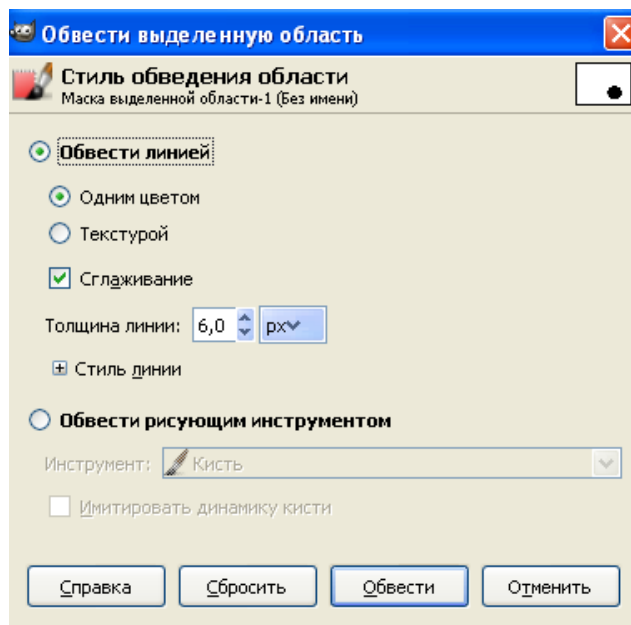 Обвести выделенную область
Стиль обведения области
Маска выделенной области-1 (Без имени)
Обвести линией
Одним цветом
Текстурой
Сглаживание
Толщина линии: 6,0 px
Стиль линии
Обвести рисующим инструментом
Инструмент: Кисть
Имитировать динамику кисти
Справка Сбросить Обвести Отменить